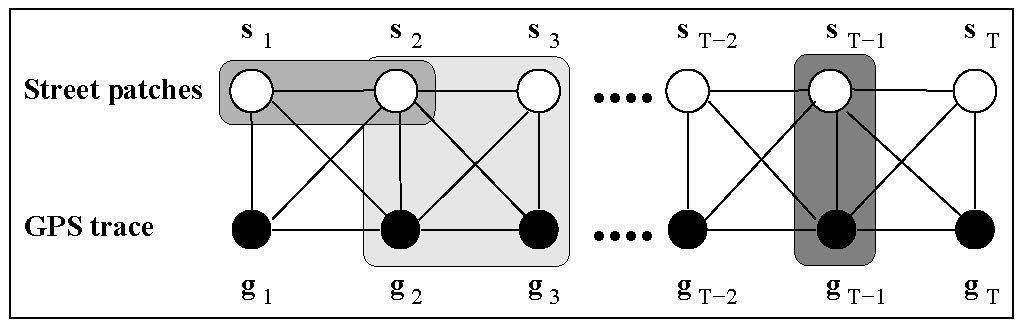 s 1 s 2 s 3 s T−2 s T−1 s T
Street patches
GPS trace
g 1 g 2 g 3 g T−2 g T−1 g T